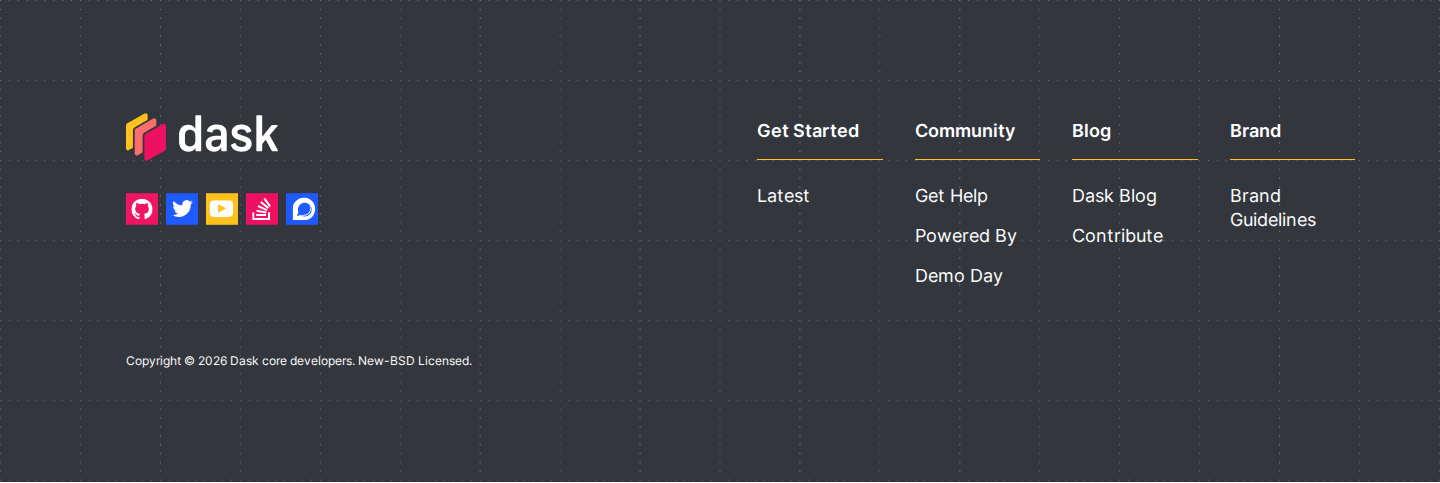 dask
Get Started
Latest
Community
Get Help
Powered By
Demo Day
Blog
Dask Blog
Contribute
Brand
Brand
Guidelines
Copyright © 2026 Dask core developers. New-BSD Licensed.